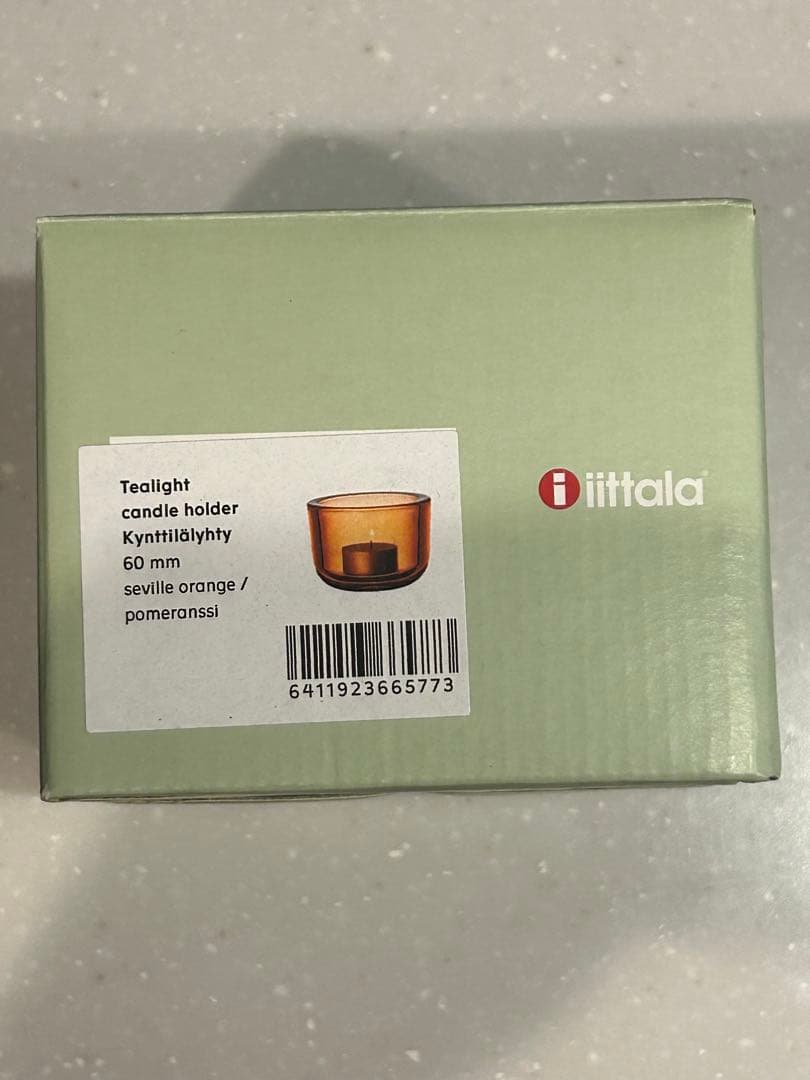 Tealight
candle holder
Kynttilälyhty
60 mm
seville orange /
pomeranssi
6411923665773
i iittala